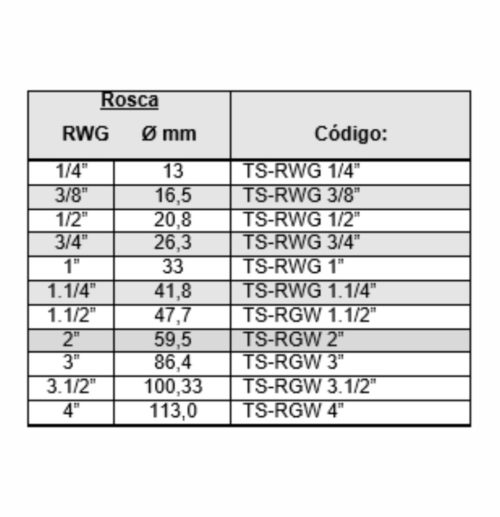 Rosca
RWG Ø mm Código:
1/4” 13 TS-RWG 1/4”
3/8” 16,5 TS-RWG 3/8”
1/2” 20,8 TS-RWG 1/2”
3/4” 26,3 TS-RWG 3/4”
1” 33 TS-RWG 1”
1.1/4” 41,8 TS-RWG 1.1/4”
1.1/2” 47,7 TS-RGW 1.1/2”
2” 59,5 TS-RGW 2”
3” 86,4 TS-RGW 3”
3.1/2” 100,33 TS-RGW 3.1/2”
4” 113,0 TS-RGW 4”